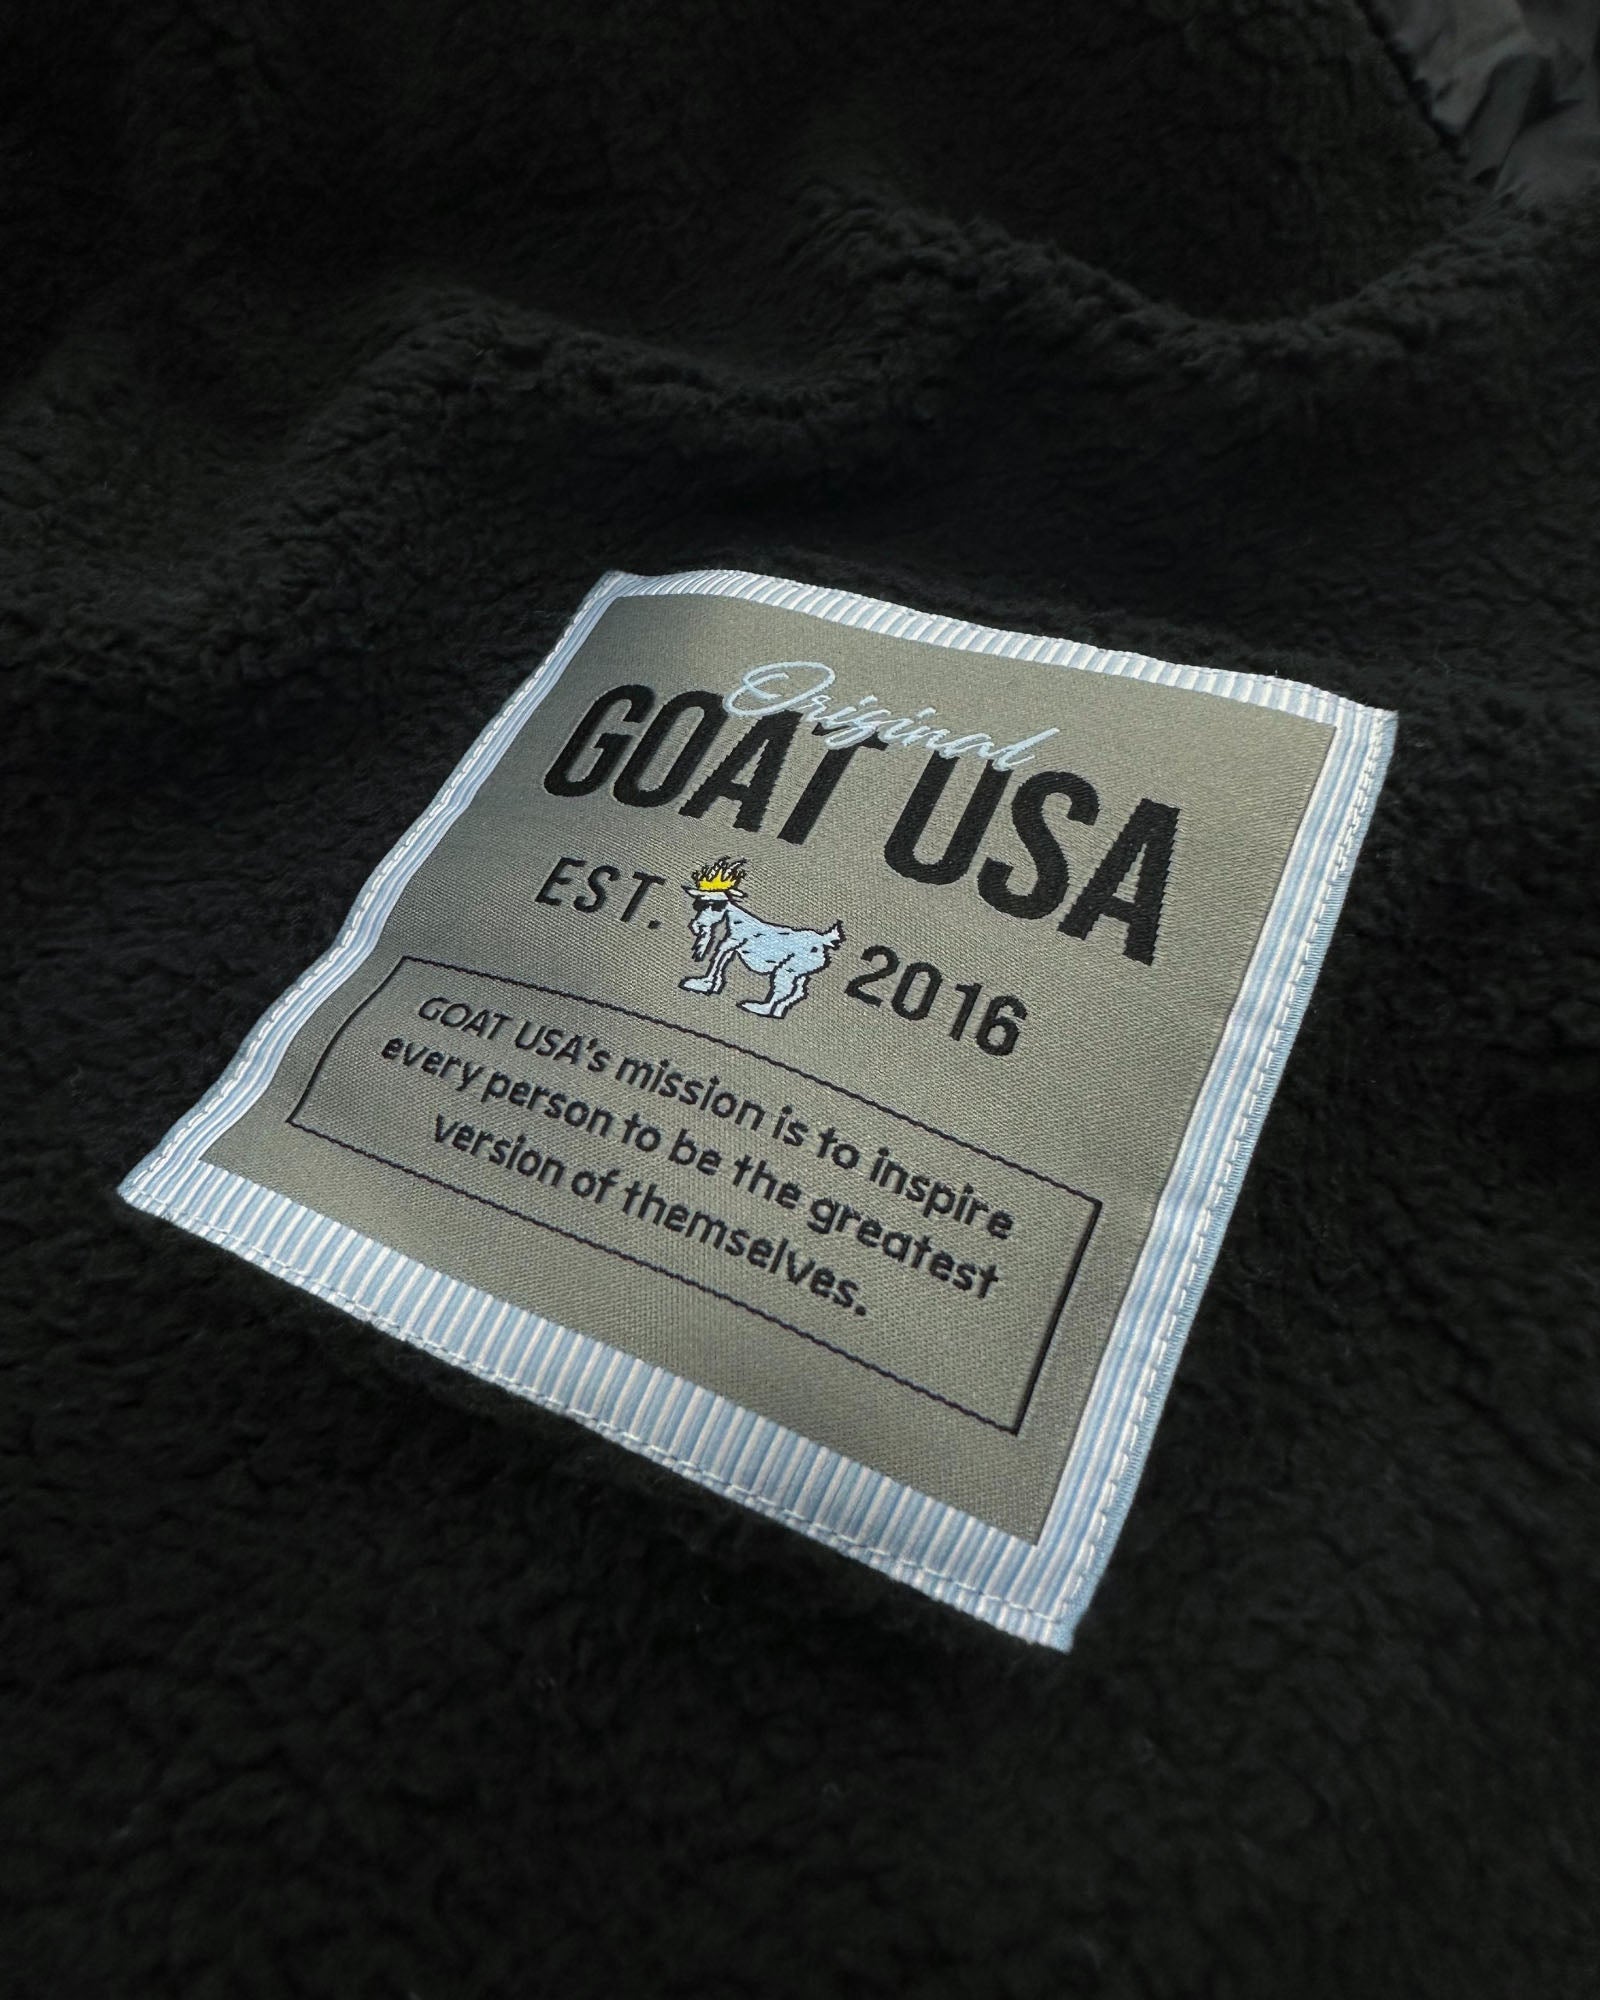 Original
GOAT USA
EST. 2016
GOAT USA's mission is to inspire
every person to be the greatest
version of themselves.